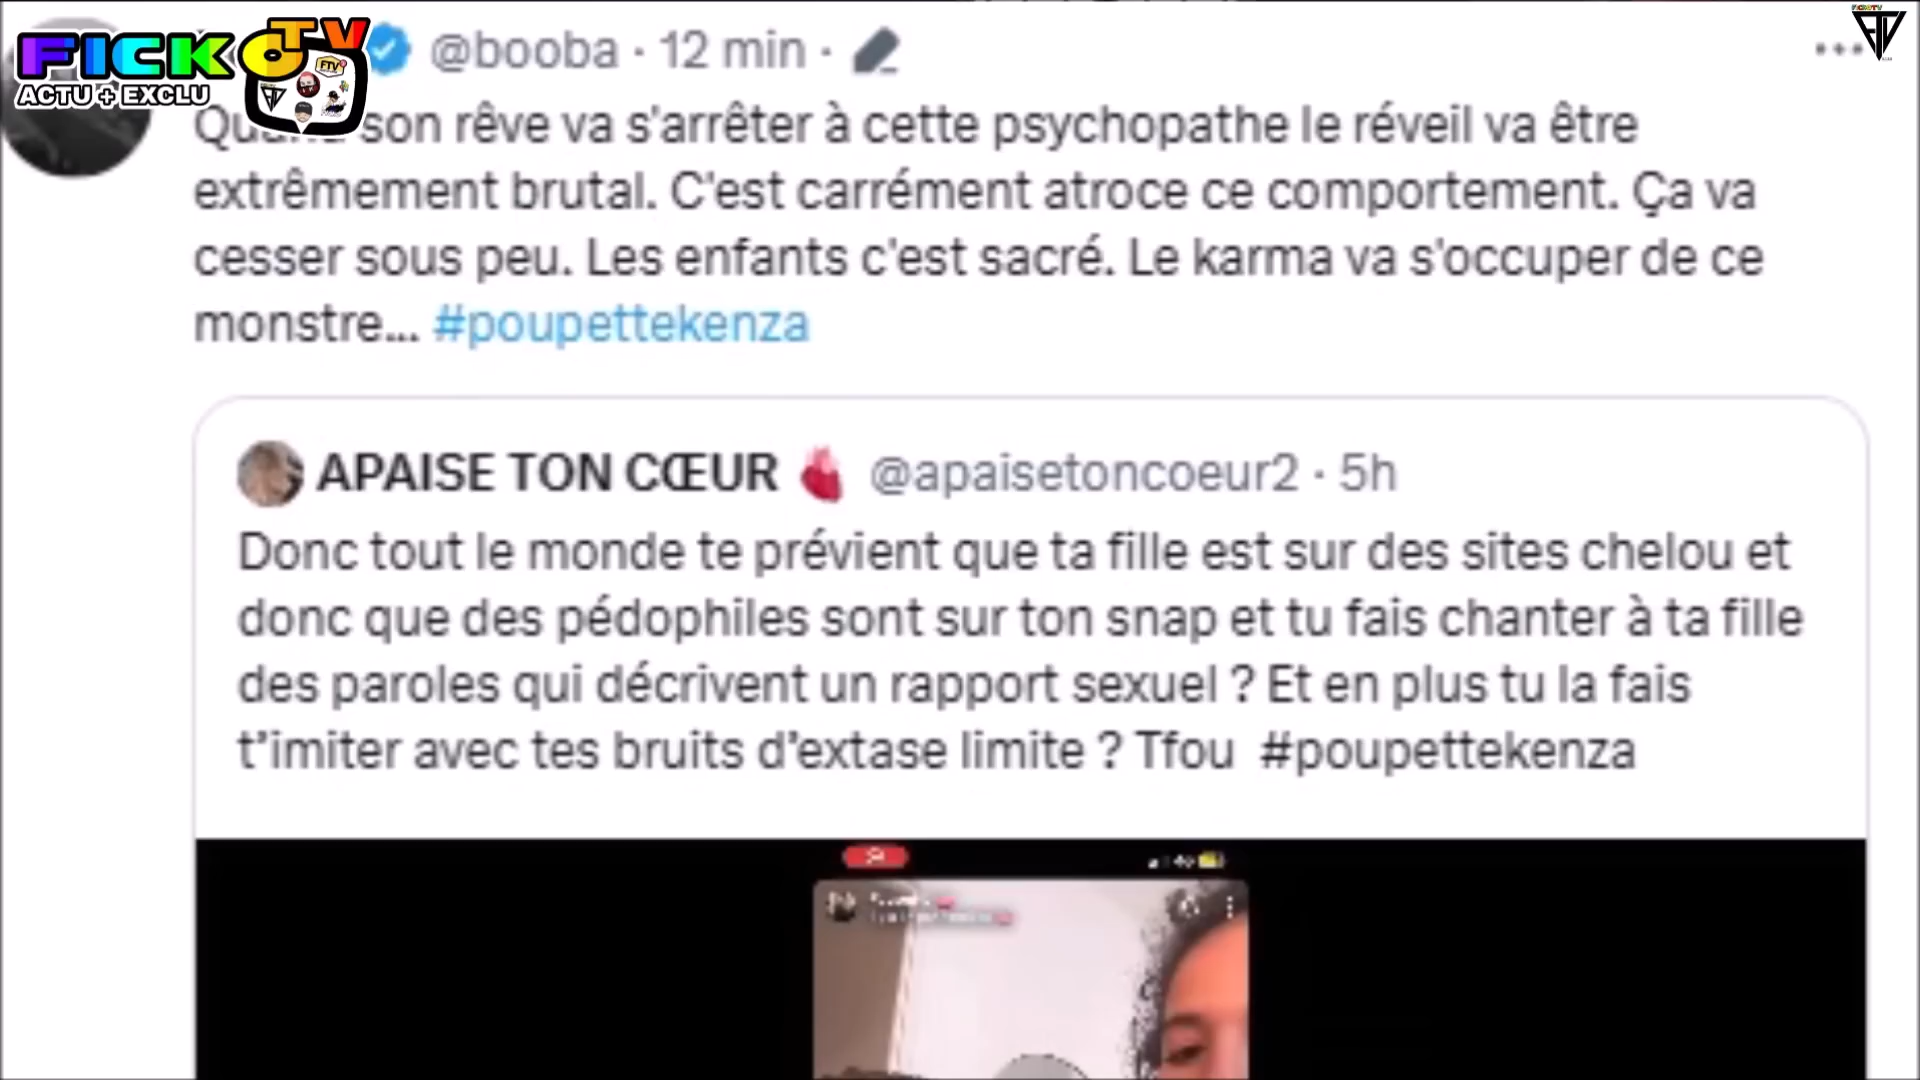 FICKO TV
ACTU + EXCLU
FTV
@booba · 12 min ·
son rêve va s'arrêter à cette psychopathe le réveil va être
extrêmement brutal. C'est carrément atroce ce comportement. Ça va
cesser sous peu. Les enfants c'est sacré. Le karma va s'occuper de ce
monstre... #poupettekenza
APAISE TON CŒUR @apaisetoncoeur2 · 5h
Donc tout le monde te prévient que ta fille est sur des sites chelou et
donc que des pédophiles sont sur ton snap et tu fais chanter à ta fille
des paroles qui décrivent un rapport sexuel ? Et en plus tu la fais
t’imiter avec tes bruits d’extase limite ? Tfou #poupettekenza